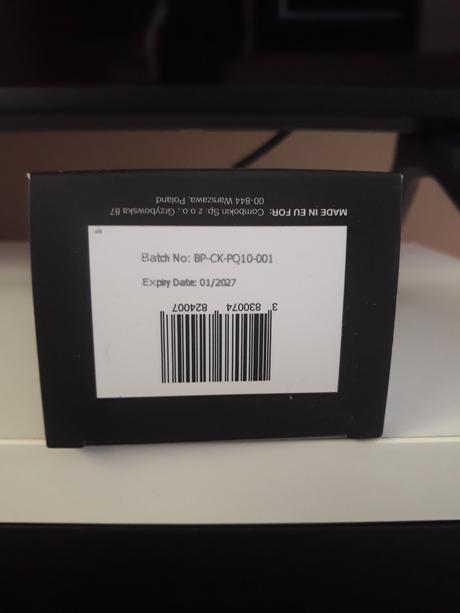 MADE IN EU FOR: Combokin Sp. z o.o., Grzybowska 87
00-844 Warszawa, Poland
Batch No: BP-CK-PQ10-001
Expiry Date: 01/2027
3 830074 824007